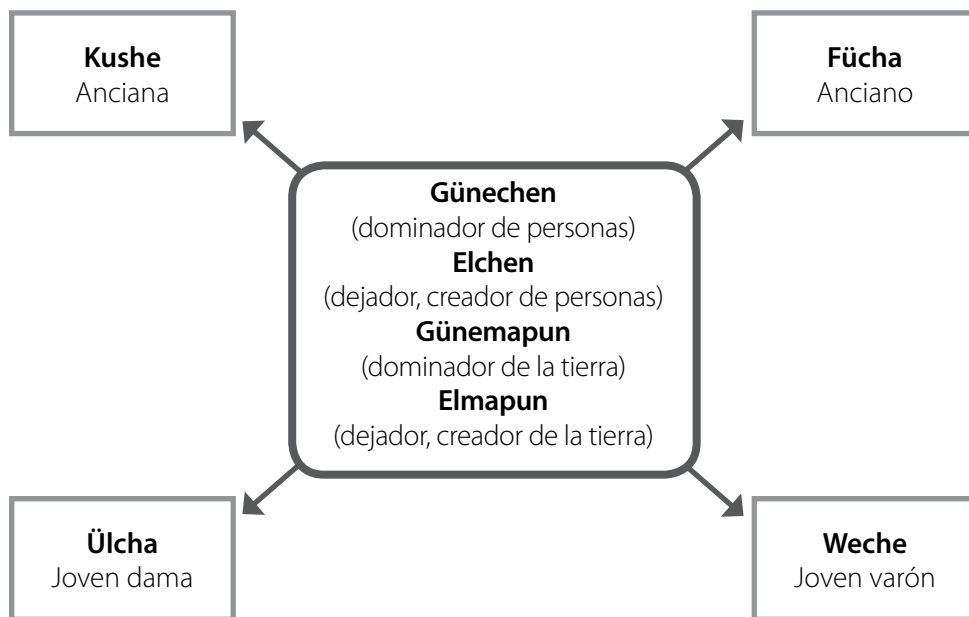 Kushe
Anciana
Fücha
Anciano
Günechen
(dominador de personas)
Elchen
(dejador, creador de personas)
Günemapun
(dominador de la tierra)
Elmapun
(dejador, creador de la tierra)
Ülcha
Joven dama
Weche
Joven varón